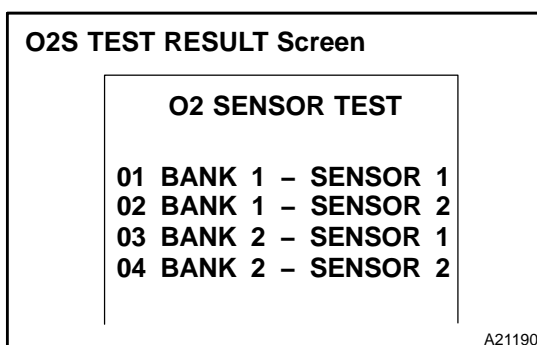 O2S TEST RESULT Screen
O2 SENSOR TEST
01 BANK 1 – SENSOR 1
02 BANK 1 – SENSOR 2
03 BANK 2 – SENSOR 1
04 BANK 2 – SENSOR 2
A21190